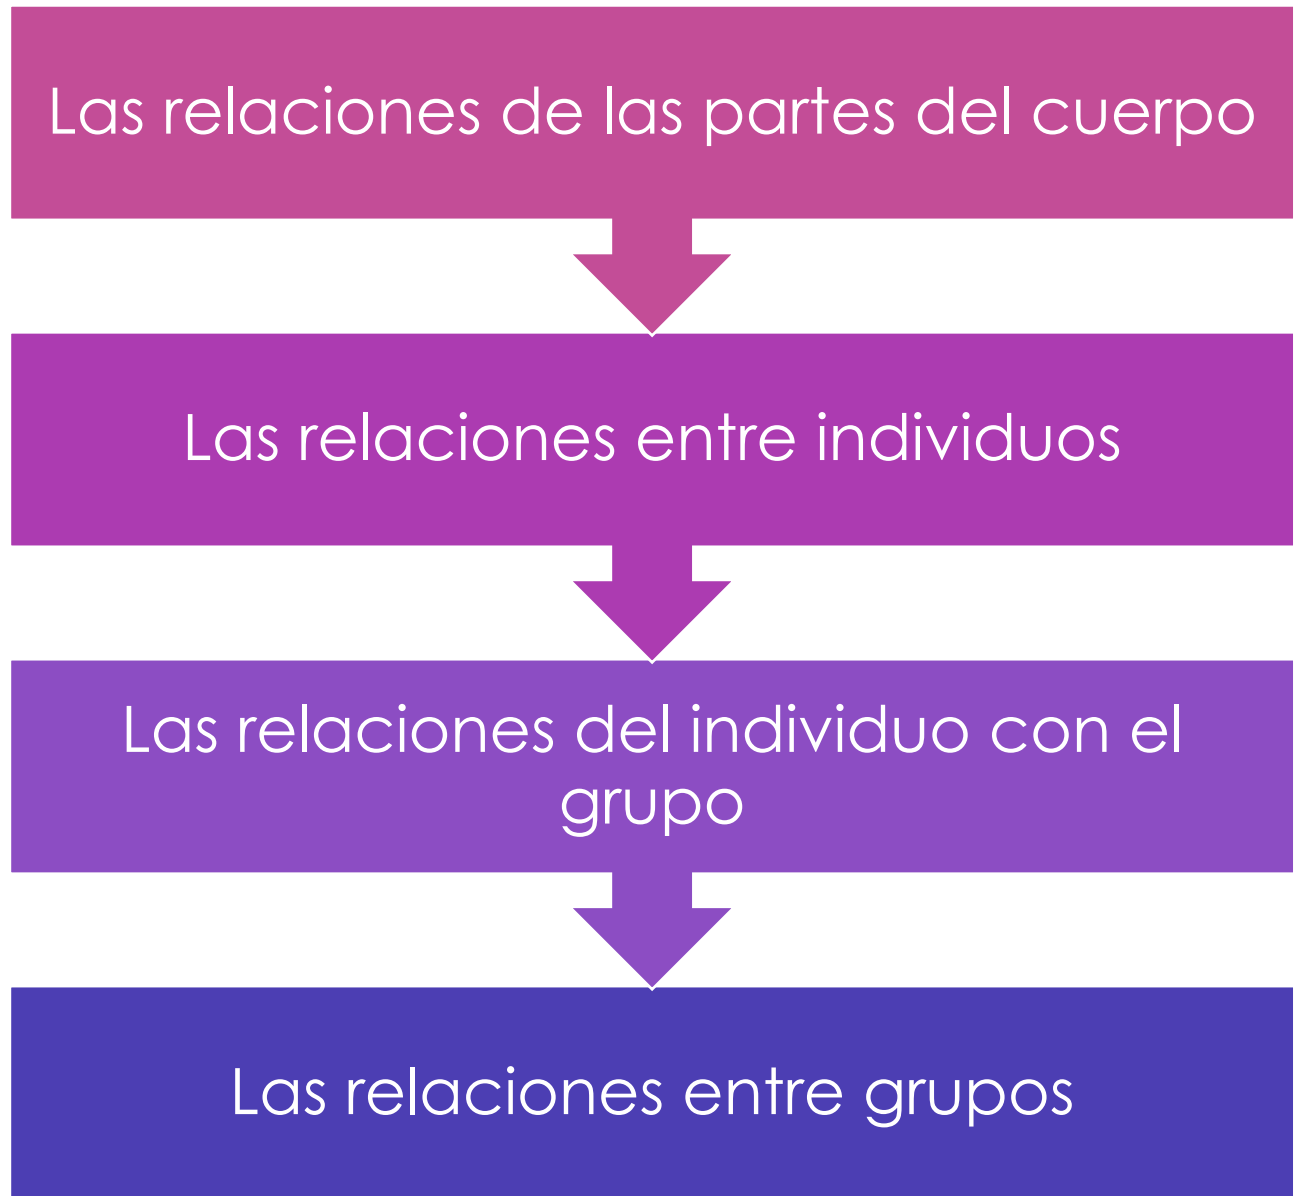 Las relaciones de las partes del cuerpo
Las relaciones entre individuos
Las relaciones del individuo con el
grupo
Las relaciones entre grupos